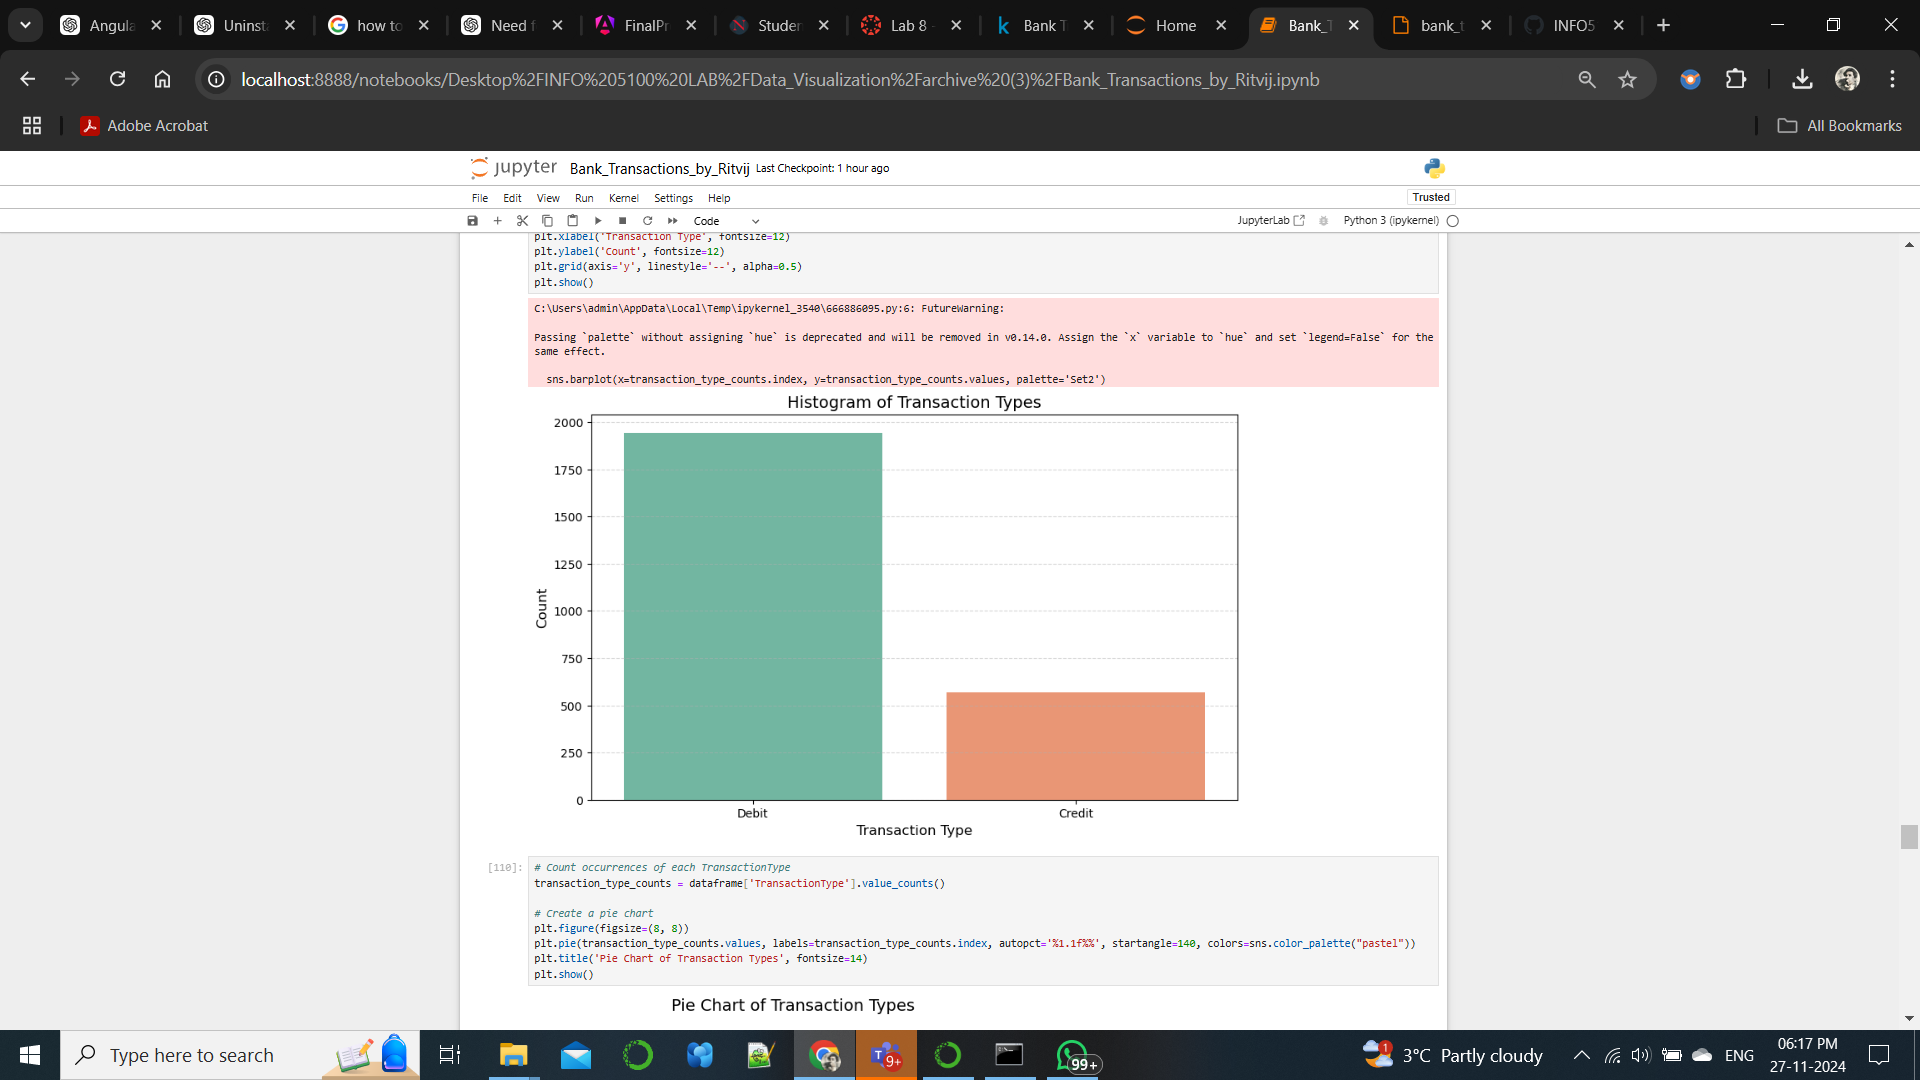 Angula
Uninsta
how to
Need f
FinalPr
Studen
Lab 8 -
Bank T
Home
Bank_T
bank_t
INFO5
localhost:8888/notebooks/Desktop%2FINFO%205100%20LAB%2FData_Visualization%2Farchive%20(3)%2FBank_Transactions_by_Ritvij.ipynb
Adobe Acrobat
All Bookmarks
jupyter Bank_Transactions_by_Ritvij Last Checkpoint: 1 hour ago
File Edit View Run Kernel Settings Help
Trusted
Code
JupyterLab
Python 3 (ipykernel)
plt.xlabel('Transaction Type', fontsize=12)
plt.ylabel('Count', fontsize=12)
plt.grid(axis='y', linestyle='--', alpha=0.5)
plt.show()
C:\Users\admin\AppData\Local\Temp\ipykernel_3540\666886095.py:6: FutureWarning:
Passing `palette` without assigning `hue` is deprecated and will be removed in v0.14.0. Assign the `x` variable to `hue` and set `legend=False` for the
same effect.
sns.barplot(x=transaction_type_counts.index, y=transaction_type_counts.values, palette='Set2')
Histogram of Transaction Types
2000
1750
1500
1250
1000
750
500
250
0
Count
Debit
Credit
Transaction Type
[110]:
# Count occurrences of each TransactionType
transaction_type_counts = dataframe['TransactionType'].value_counts()
# Create a pie chart
plt.figure(figsize=(8, 8))
plt.pie(transaction_type_counts.values, labels=transaction_type_counts.index, autopct='%1.1f%%', startangle=140, colors=sns.color_palette("pastel"))
plt.title('Pie Chart of Transaction Types', fontsize=14)
plt.show()
Pie Chart of Transaction Types
Type here to search
9+
99+
1
3°C Partly cloudy
ENG
06:17 PM
27-11-2024